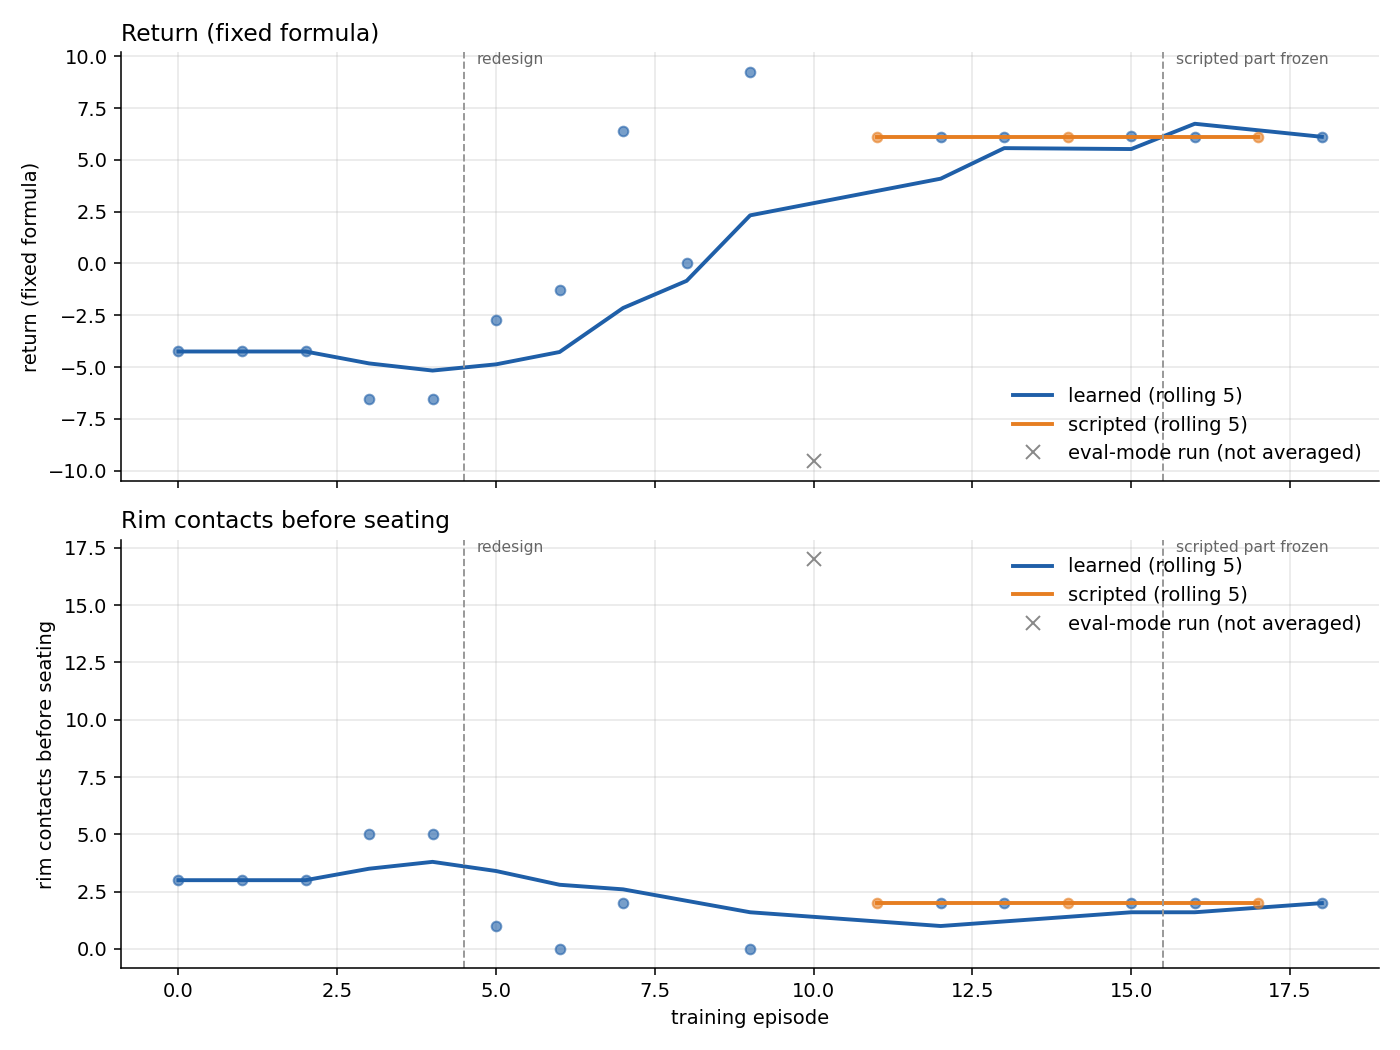 Return (fixed formula)
redesign
scripted part frozen
return (fixed formula)
10.0
7.5
5.0
2.5
0.0
−2.5
−5.0
−7.5
−10.0
learned (rolling 5)
scripted (rolling 5)
eval-mode run (not averaged)
Rim contacts before seating
redesign
scripted part frozen
rim contacts before seating
17.5
15.0
12.5
10.0
7.5
5.0
2.5
0.0
learned (rolling 5)
scripted (rolling 5)
eval-mode run (not averaged)
0.0 2.5 5.0 7.5 10.0 12.5 15.0 17.5
training episode